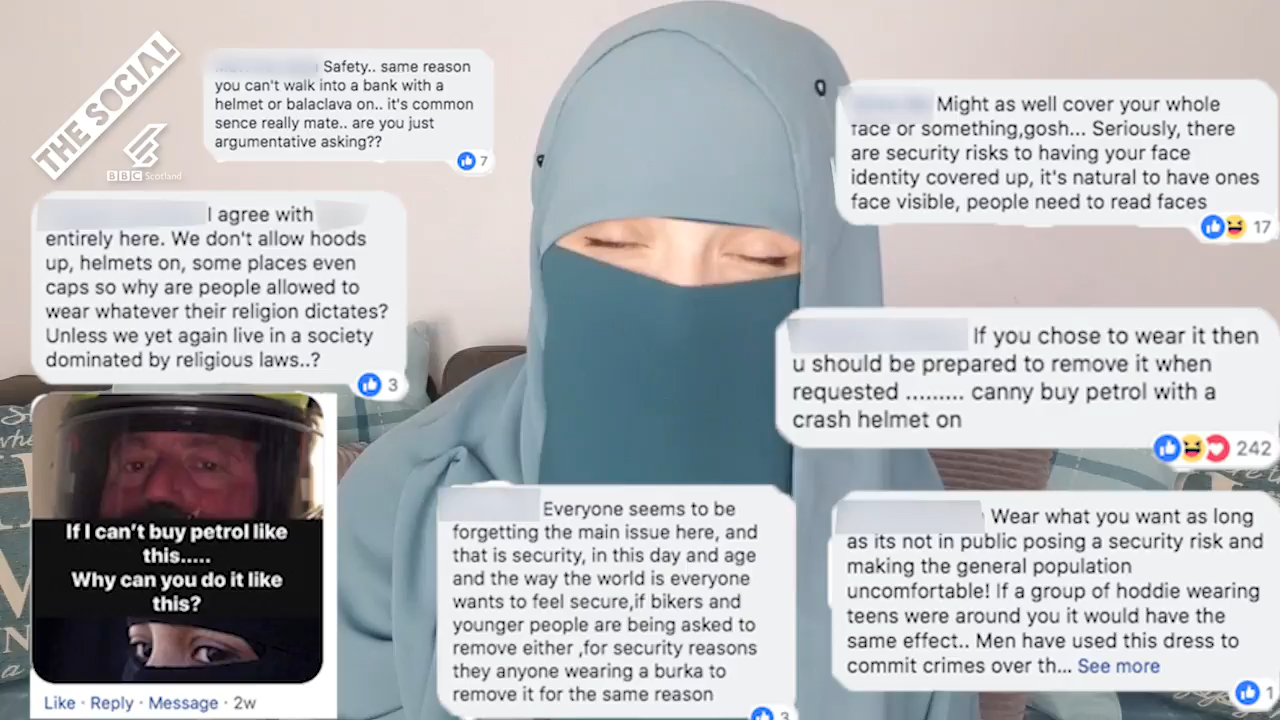 THE SOCIAL
BBC Scotland
Safety.. same reason
you can't walk into a bank with a
helmet or balaclava on.. it's common
sence really mate.. are you just
argumentative asking??
7
I agree with
entirely here. We don't allow hoods
up, helmets on, some places even
caps so why are people allowed to
wear whatever their religion dictates?
Unless we yet again live in a society
dominated by religious laws..?
3
If I can't buy petrol like
this.....
Why can you do it like
this?
Like · Reply · Message · 2w
Everyone seems to be
forgetting the main issue here, and
that is security, in this day and age
and the way the world is everyone
wants to feel secure,if bikers and
younger people are being asked to
remove either ,for security reasons
they anyone wearing a burka to
remove it for the same reason
3
Might as well cover your whole
face or something,gosh... Seriously, there
are security risks to having your face
identity covered up, it's natural to have ones
face visible, people need to read faces
17
If you chose to wear it then
u should be prepared to remove it when
requested ......... canny buy petrol with a
crash helmet on
242
Wear what you want as long
as its not in public posing a security risk and
making the general population
uncomfortable! If a group of hoddie wearing
teens were around you it would have the
same effect.. Men have used this dress to
commit crimes over th... See more
1